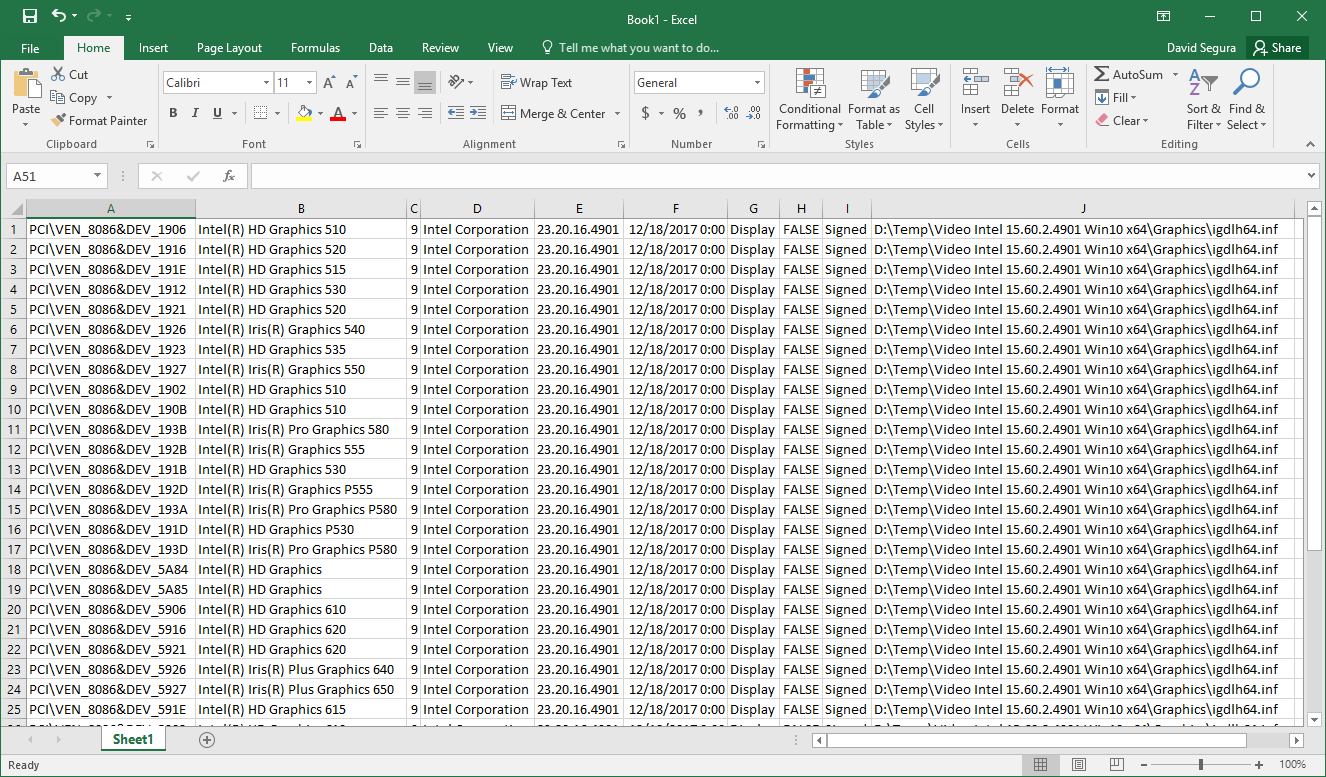 Book1 - Excel
File Home Insert Page Layout Formulas Data Review View Tell me what you want to do... David Segura Share
Paste Cut Copy Format Painter Clipboard
Calibri 11 B I U A A A Font
Wrap Text Merge & Center Alignment
General $ % , Number
Conditional Formatting Format as Table Cell Styles Styles
Insert Delete Format Cells
AutoSum Fill Clear Sort & Filter Find & Select Editing
A51 fx
A B C D E F G H I J
1 PCI\VEN_8086&DEV_1906 Intel(R) HD Graphics 510 9 Intel Corporation 23.20.16.4901 12/18/2017 0:00 Display FALSE Signed D:\Temp\Video Intel 15.60.2.4901 Win10 x64\Graphics\igdlh64.inf
2 PCI\VEN_8086&DEV_1916 Intel(R) HD Graphics 520 9 Intel Corporation 23.20.16.4901 12/18/2017 0:00 Display FALSE Signed D:\Temp\Video Intel 15.60.2.4901 Win10 x64\Graphics\igdlh64.inf
3 PCI\VEN_8086&DEV_191E Intel(R) HD Graphics 515 9 Intel Corporation 23.20.16.4901 12/18/2017 0:00 Display FALSE Signed D:\Temp\Video Intel 15.60.2.4901 Win10 x64\Graphics\igdlh64.inf
4 PCI\VEN_8086&DEV_1912 Intel(R) HD Graphics 530 9 Intel Corporation 23.20.16.4901 12/18/2017 0:00 Display FALSE Signed D:\Temp\Video Intel 15.60.2.4901 Win10 x64\Graphics\igdlh64.inf
5 PCI\VEN_8086&DEV_1921 Intel(R) HD Graphics 520 9 Intel Corporation 23.20.16.4901 12/18/2017 0:00 Display FALSE Signed D:\Temp\Video Intel 15.60.2.4901 Win10 x64\Graphics\igdlh64.inf
6 PCI\VEN_8086&DEV_1926 Intel(R) Iris(R) Graphics 540 9 Intel Corporation 23.20.16.4901 12/18/2017 0:00 Display FALSE Signed D:\Temp\Video Intel 15.60.2.4901 Win10 x64\Graphics\igdlh64.inf
7 PCI\VEN_8086&DEV_1923 Intel(R) HD Graphics 535 9 Intel Corporation 23.20.16.4901 12/18/2017 0:00 Display FALSE Signed D:\Temp\Video Intel 15.60.2.4901 Win10 x64\Graphics\igdlh64.inf
8 PCI\VEN_8086&DEV_1927 Intel(R) Iris(R) Graphics 550 9 Intel Corporation 23.20.16.4901 12/18/2017 0:00 Display FALSE Signed D:\Temp\Video Intel 15.60.2.4901 Win10 x64\Graphics\igdlh64.inf
9 PCI\VEN_8086&DEV_1902 Intel(R) HD Graphics 510 9 Intel Corporation 23.20.16.4901 12/18/2017 0:00 Display FALSE Signed D:\Temp\Video Intel 15.60.2.4901 Win10 x64\Graphics\igdlh64.inf
10 PCI\VEN_8086&DEV_190B Intel(R) HD Graphics 510 9 Intel Corporation 23.20.16.4901 12/18/2017 0:00 Display FALSE Signed D:\Temp\Video Intel 15.60.2.4901 Win10 x64\Graphics\igdlh64.inf
11 PCI\VEN_8086&DEV_193B Intel(R) Iris(R) Pro Graphics 580 9 Intel Corporation 23.20.16.4901 12/18/2017 0:00 Display FALSE Signed D:\Temp\Video Intel 15.60.2.4901 Win10 x64\Graphics\igdlh64.inf
12 PCI\VEN_8086&DEV_192B Intel(R) Iris(R) Graphics 555 9 Intel Corporation 23.20.16.4901 12/18/2017 0:00 Display FALSE Signed D:\Temp\Video Intel 15.60.2.4901 Win10 x64\Graphics\igdlh64.inf
13 PCI\VEN_8086&DEV_191B Intel(R) HD Graphics 530 9 Intel Corporation 23.20.16.4901 12/18/2017 0:00 Display FALSE Signed D:\Temp\Video Intel 15.60.2.4901 Win10 x64\Graphics\igdlh64.inf
14 PCI\VEN_8086&DEV_192D Intel(R) Iris(R) Graphics P555 9 Intel Corporation 23.20.16.4901 12/18/2017 0:00 Display FALSE Signed D:\Temp\Video Intel 15.60.2.4901 Win10 x64\Graphics\igdlh64.inf
15 PCI\VEN_8086&DEV_193A Intel(R) Iris(R) Pro Graphics P580 9 Intel Corporation 23.20.16.4901 12/18/2017 0:00 Display FALSE Signed D:\Temp\Video Intel 15.60.2.4901 Win10 x64\Graphics\igdlh64.inf
16 PCI\VEN_8086&DEV_191D Intel(R) HD Graphics P530 9 Intel Corporation 23.20.16.4901 12/18/2017 0:00 Display FALSE Signed D:\Temp\Video Intel 15.60.2.4901 Win10 x64\Graphics\igdlh64.inf
17 PCI\VEN_8086&DEV_193D Intel(R) Iris(R) Pro Graphics P580 9 Intel Corporation 23.20.16.4901 12/18/2017 0:00 Display FALSE Signed D:\Temp\Video Intel 15.60.2.4901 Win10 x64\Graphics\igdlh64.inf
18 PCI\VEN_8086&DEV_5A84 Intel(R) HD Graphics 9 Intel Corporation 23.20.16.4901 12/18/2017 0:00 Display FALSE Signed D:\Temp\Video Intel 15.60.2.4901 Win10 x64\Graphics\igdlh64.inf
19 PCI\VEN_8086&DEV_5A85 Intel(R) HD Graphics 9 Intel Corporation 23.20.16.4901 12/18/2017 0:00 Display FALSE Signed D:\Temp\Video Intel 15.60.2.4901 Win10 x64\Graphics\igdlh64.inf
20 PCI\VEN_8086&DEV_5906 Intel(R) HD Graphics 610 9 Intel Corporation 23.20.16.4901 12/18/2017 0:00 Display FALSE Signed D:\Temp\Video Intel 15.60.2.4901 Win10 x64\Graphics\igdlh64.inf
21 PCI\VEN_8086&DEV_5916 Intel(R) HD Graphics 620 9 Intel Corporation 23.20.16.4901 12/18/2017 0:00 Display FALSE Signed D:\Temp\Video Intel 15.60.2.4901 Win10 x64\Graphics\igdlh64.inf
22 PCI\VEN_8086&DEV_5921 Intel(R) HD Graphics 620 9 Intel Corporation 23.20.16.4901 12/18/2017 0:00 Display FALSE Signed D:\Temp\Video Intel 15.60.2.4901 Win10 x64\Graphics\igdlh64.inf
23 PCI\VEN_8086&DEV_5926 Intel(R) Iris(R) Plus Graphics 640 9 Intel Corporation 23.20.16.4901 12/18/2017 0:00 Display FALSE Signed D:\Temp\Video Intel 15.60.2.4901 Win10 x64\Graphics\igdlh64.inf
24 PCI\VEN_8086&DEV_5927 Intel(R) Iris(R) Plus Graphics 650 9 Intel Corporation 23.20.16.4901 12/18/2017 0:00 Display FALSE Signed D:\Temp\Video Intel 15.60.2.4901 Win10 x64\Graphics\igdlh64.inf
25 PCI\VEN_8086&DEV_591E Intel(R) HD Graphics 615 9 Intel Corporation 23.20.16.4901 12/18/2017 0:00 Display FALSE Signed D:\Temp\Video Intel 15.60.2.4901 Win10 x64\Graphics\igdlh64.inf
Sheet1
Ready 100%